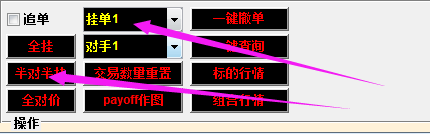 追单 挂单1 一键撤单
全挂 对手1 键查询
半对半挂 交易数量重置 标的行情
全对价 payoff作图 组合行情
操作